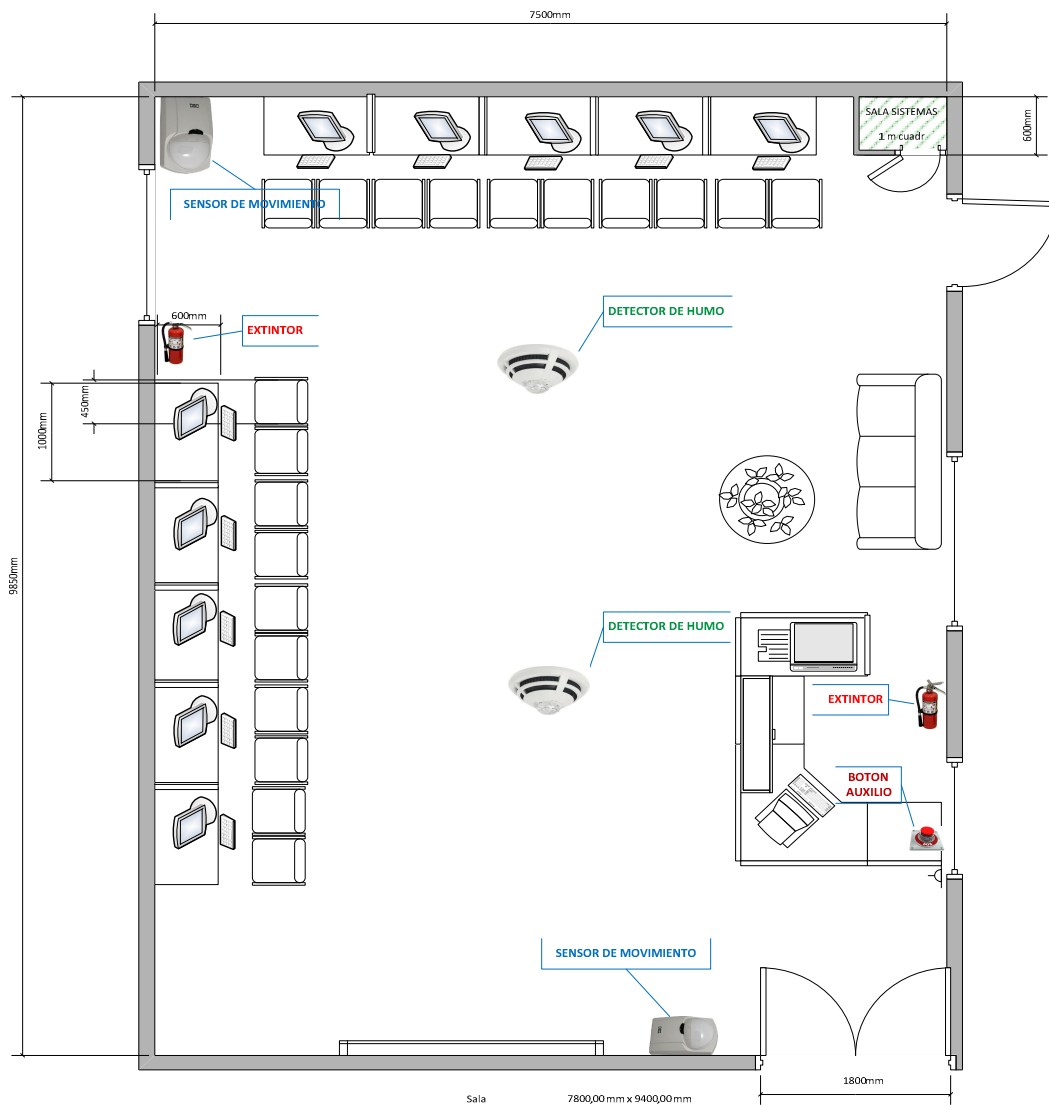 7500mm
SALA SISTEMAS
1 m cuadr
600mm
SENSOR DE MOVIMIENTO
600mm
EXTINTOR
DETECTOR DE HUMO
450mm
1000mm
9850mm
DETECTOR DE HUMO
EXTINTOR
BOTON
AUXILIO
SENSOR DE MOVIMIENTO
1800mm
Sala 7800,00 mm x 9400,00 mm